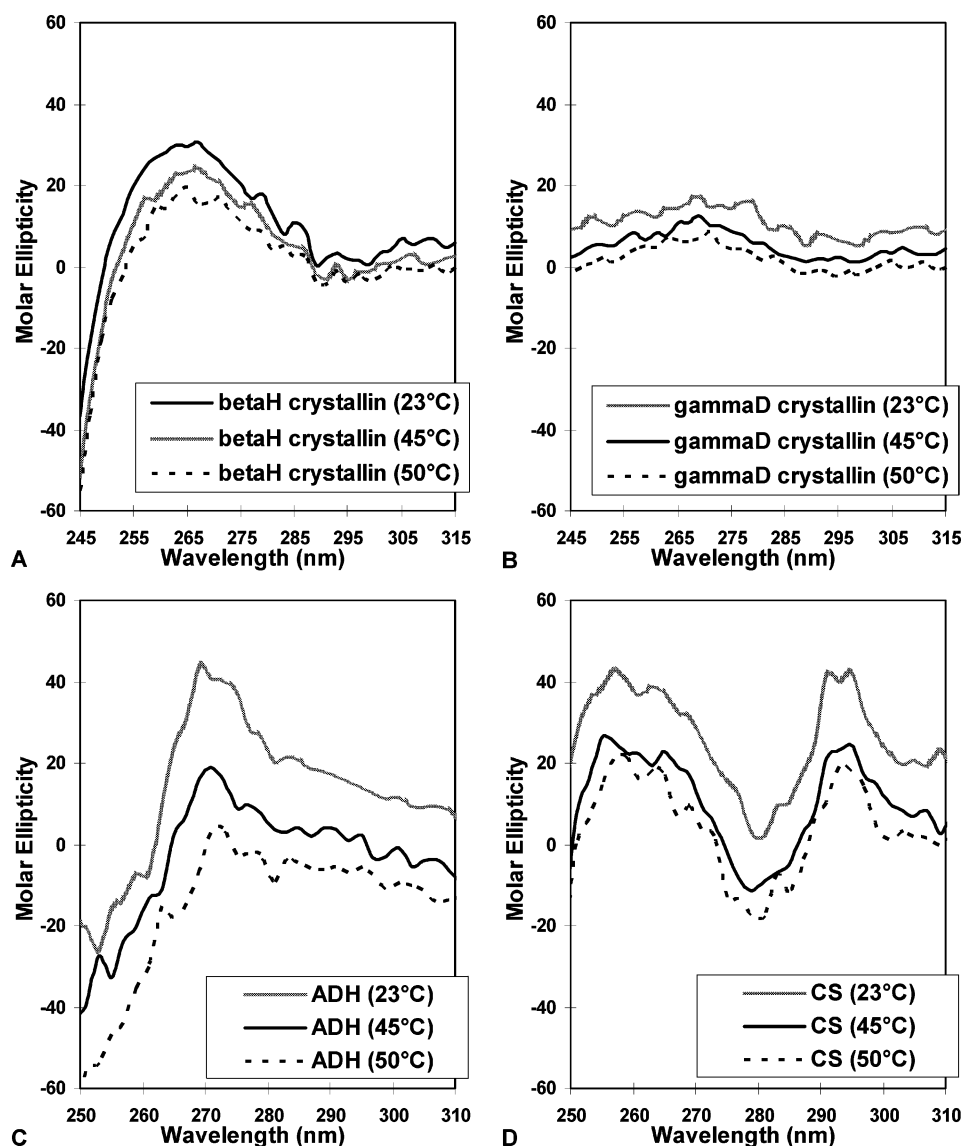 60
40
20
0
-20
-40
-60
Molar Ellipticity
betaH crystallin (23°C)
betaH crystallin (45°C)
betaH crystallin (50°C)
245 255 265 275 285 295 305 315
Wavelength (nm)
A
60
40
20
0
-20
-40
-60
Molar Ellipticity
gammaD crystallin (23°C)
gammaD crystallin (45°C)
gammaD crystallin (50°C)
245 255 265 275 285 295 305 315
Wavelength (nm)
B
60
40
20
0
-20
-40
-60
Molar Ellipticity
ADH (23°C)
ADH (45°C)
ADH (50°C)
250 260 270 280 290 300 310
Wavelength (nm)
C
60
40
20
0
-20
-40
-60
Molar Ellipticity
CS (23°C)
CS (45°C)
CS (50°C)
250 260 270 280 290 300 310
Wavelength (nm)
D